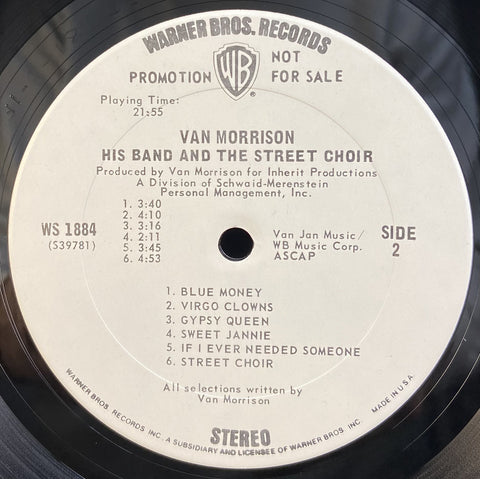 WARNER BROS. RECORDS
PROMOTION
WB
®
NOT
FOR SALE
Playing Time:
21:55
VAN MORRISON
HIS BAND AND THE STREET CHOIR
Produced by Van Morrison for Inherit Productions
A Division of Schwaid-Merenstein
Personal Management, Inc.
WS 1884
(S39781)
1. 3:40
2. 4:10
3. 3:16
4. 2:11
5. 3:45
6. 4:53
Van Jan Music/
WB Music Corp.
ASCAP
SIDE
2
1. BLUE MONEY
2. VIRGO CLOWNS
3. GYPSY QUEEN
4. SWEET JANNIE
5. IF I EVER NEEDED SOMEONE
6. STREET CHOIR
All selections written by
Van Morrison
STEREO
WARNER BROS. RECORDS INC. A SUBSIDIARY AND LICENSEE OF WARNER BROS. INC.
MADE IN U.S.A.